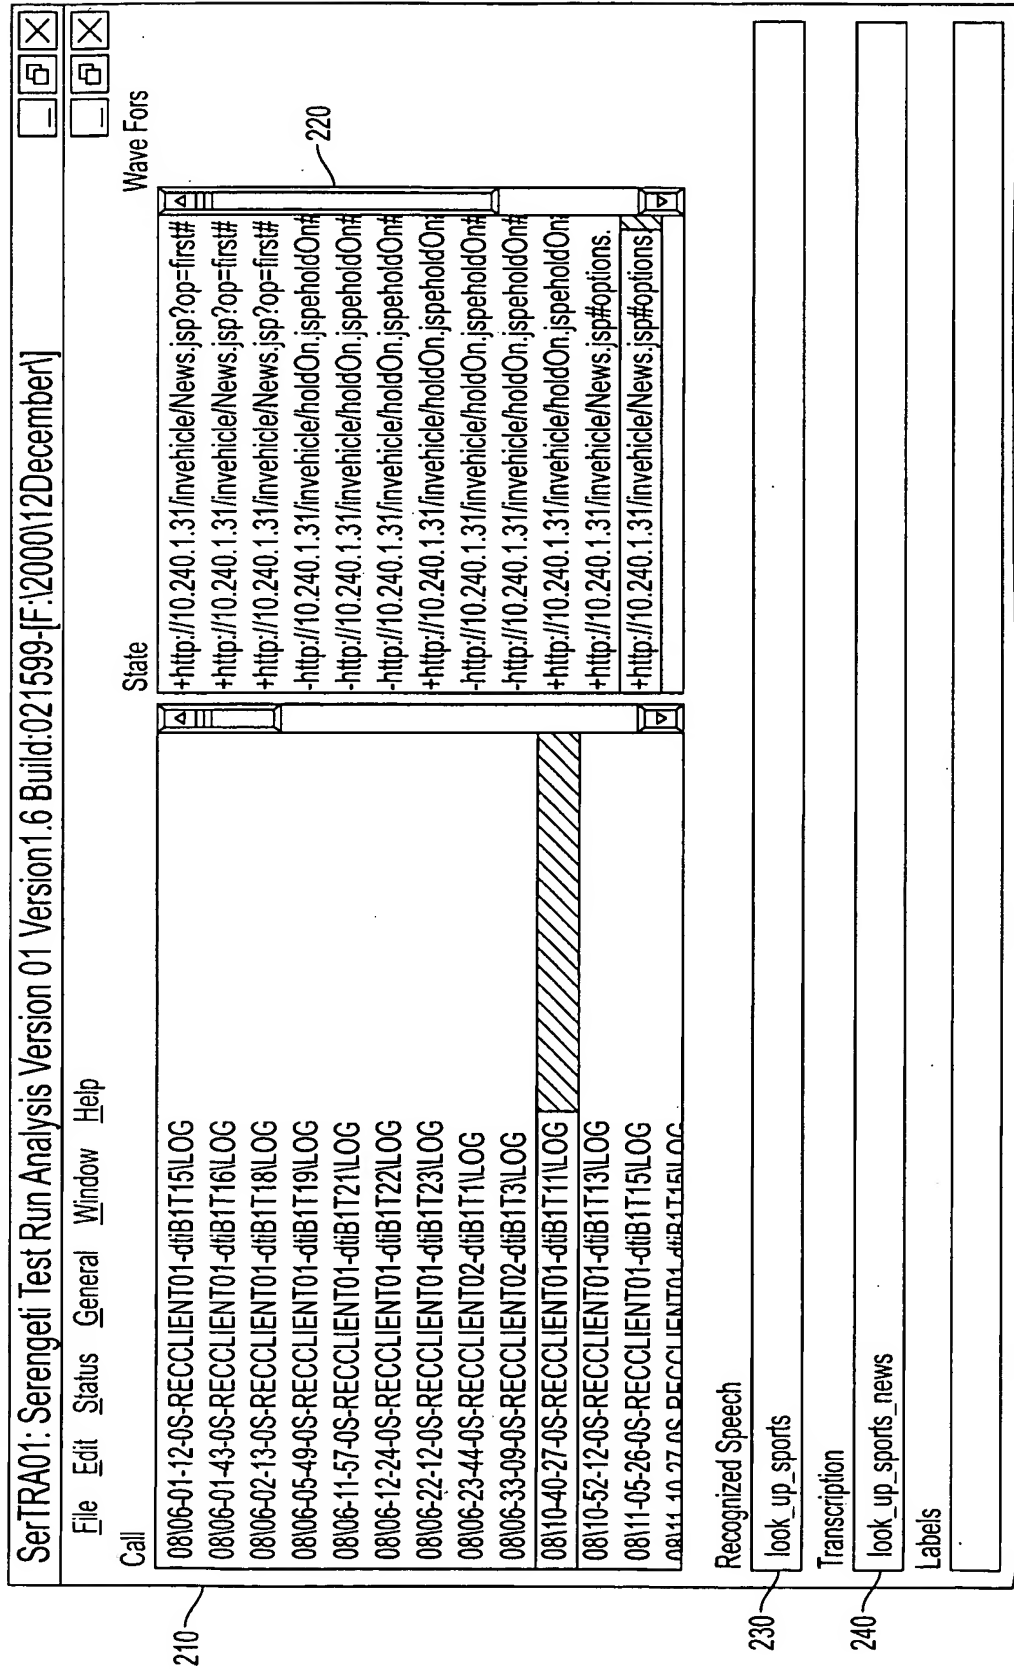 SerTRA01: Serengeti Test Run Analysis Version 01 Version1.6 Build:021599-[F:\2000\12December\]
File Edit Status General Window Help
Call
State
Wave Fors
210
08\06-01-12-0S-RECCLIENT01-dtiB1T15\LOG
08\06-01-43-0S-RECCLIENT01-dtiB1T16\LOG
08\06-02-13-0S-RECCLIENT01-dtiB1T18\LOG
08\06-05-49-0S-RECCLIENT01-dtiB1T19\LOG
08\06-11-57-0S-RECCLIENT01-dtiB1T21\LOG
08\06-12-24-0S-RECCLIENT01-dtiB1T22\LOG
08\06-22-12-0S-RECCLIENT01-dtiB1T23\LOG
08\06-23-44-0S-RECCLIENT02-dtiB1T1\LOG
08\06-33-09-0S-RECCLIENT02-dtiB1T3\LOG
08\10-40-27-0S-RECCLIENT01-dtiB1T11\LOG
08\10-52-12-0S-RECCLIENT01-dtiB1T13\LOG
08\11-05-26-0S-RECCLIENT01-dtiB1T15\LOG
08\11-10-27-0S-RECCLIENT01-dtiB1T15\LOG
+http://10.240.1.31/invehicle/News.jsp?op=first#
+http://10.240.1.31/invehicle/News.jsp?op=first#
+http://10.240.1.31/invehicle/News.jsp?op=first#
-http://10.240.1.31/invehicle/holdOn.jspeholdOn#
-http://10.240.1.31/invehicle/holdOn.jspeholdOn#
-http://10.240.1.31/invehicle/holdOn.jspeholdOn#
+http://10.240.1.31/invehicle/holdOn.jspeholdOn#
-http://10.240.1.31/invehicle/holdOn.jspeholdOn#
-http://10.240.1.31/invehicle/holdOn.jspeholdOn#
+http://10.240.1.31/invehicle/holdOn.jspeholdOn#
+http://10.240.1.31/invehicle/News.jsp#options.
+http://10.240.1.31/invehicle/News.jsp#options
220
Recognized Speech
230
look_up_sports
Transcription
240
look_up_sports_news
Labels